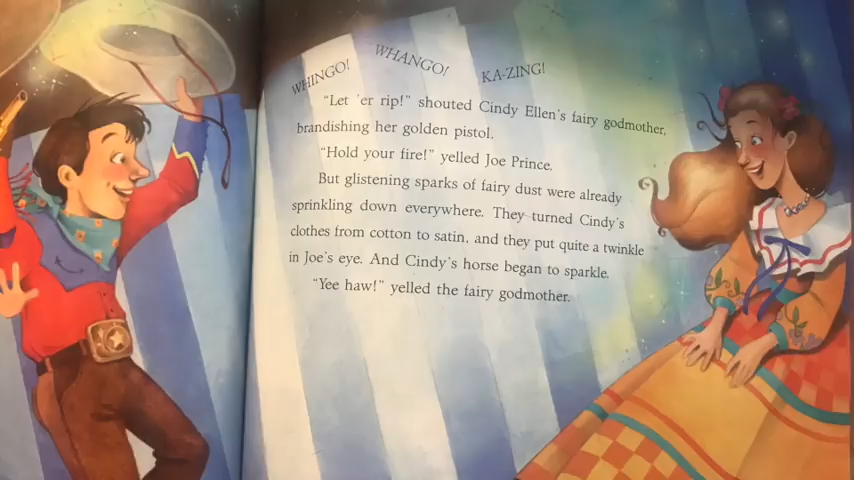 WHINGO! WHANGO! KA-ZING!
"Let 'er rip!" shouted Cindy Ellen's fairy godmother,
brandishing her golden pistol.
"Hold your fire!" yelled Joe Prince.
But glistening sparks of fairy dust were already
sprinkling down everywhere. They turned Cindy's
clothes from cotton to satin, and they put quite a twinkle
in Joe's eye. And Cindy's horse began to sparkle.
"Yee haw!" yelled the fairy godmother.